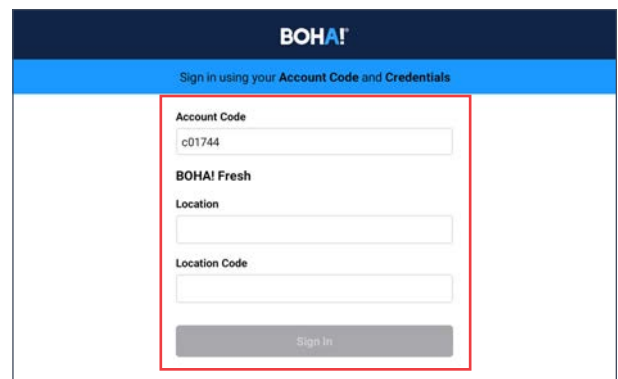 BOHA!
Sign in using your Account Code and Credentials
Account Code
c01744
BOHA! Fresh
Location
Location Code
Sign In